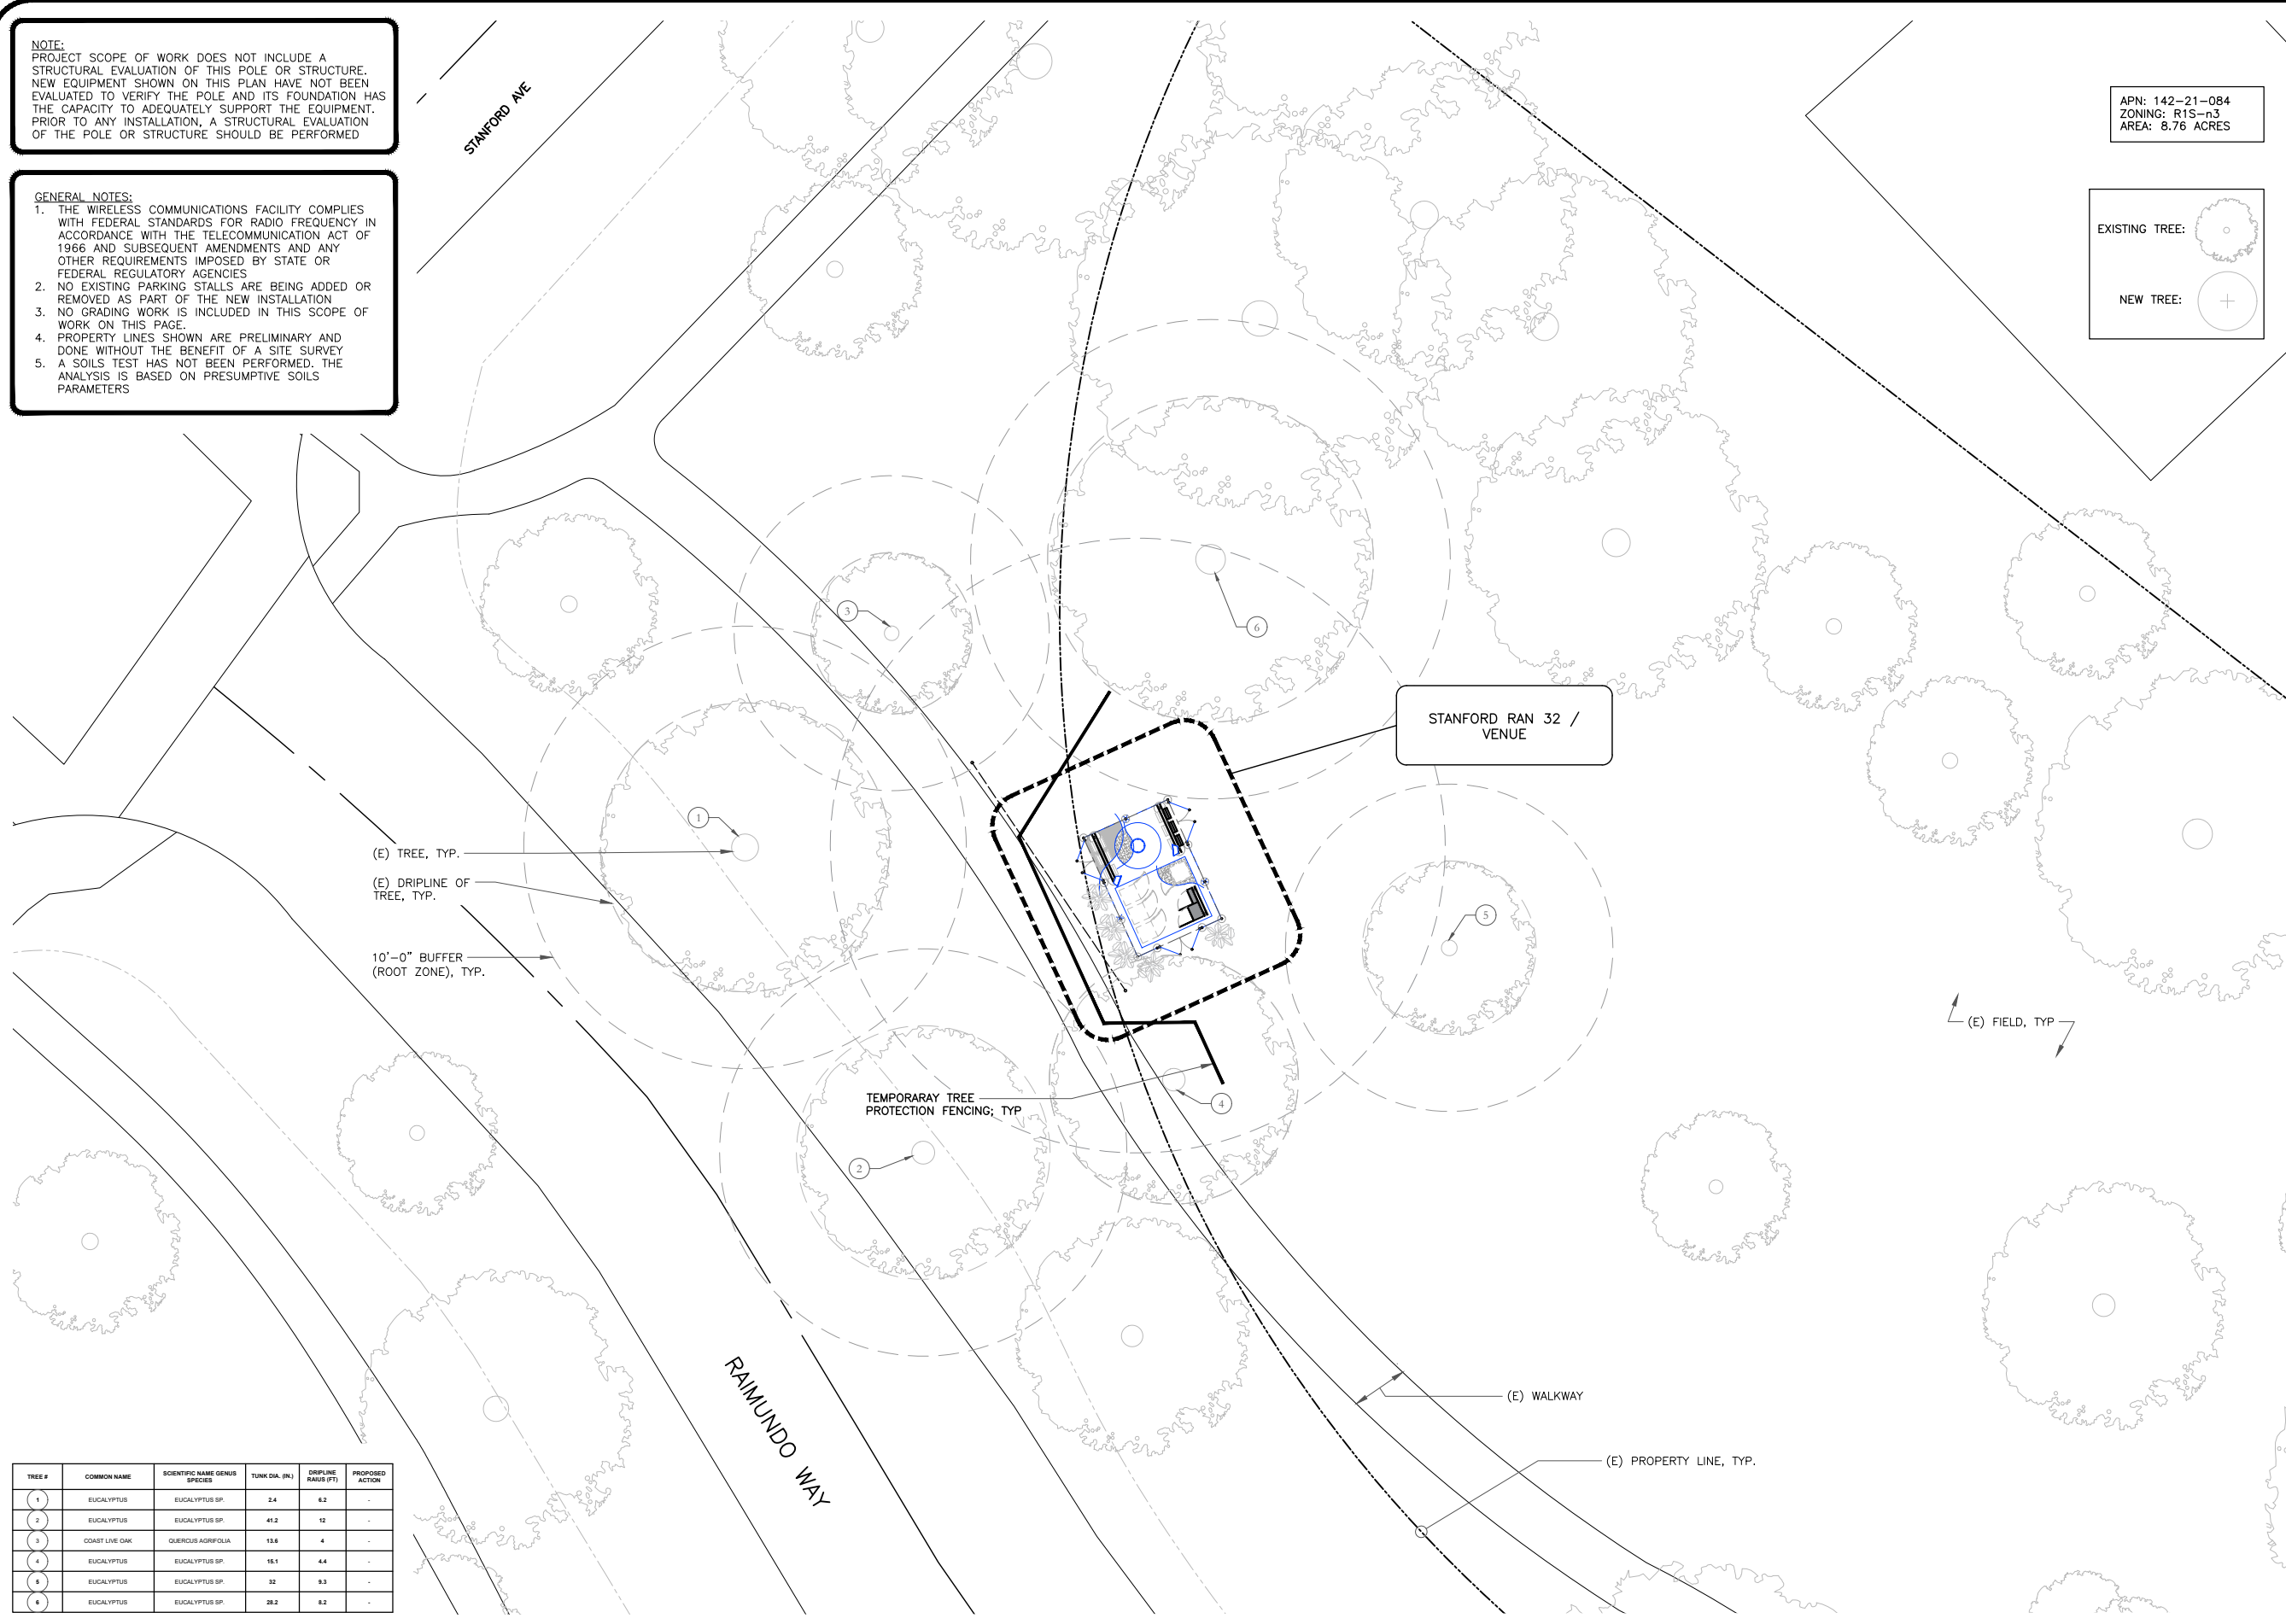 NOTE:
PROJECT SCOPE OF WORK DOES NOT INCLUDE A
STRUCTURAL EVALUATION OF THIS POLE OR STRUCTURE.
NEW EQUIPMENT SHOWN ON THIS PLAN HAVE NOT BEEN
EVALUATED TO VERIFY THE POLE AND ITS FOUNDATION HAS
THE CAPACITY TO ADEQUATELY SUPPORT THE EQUIPMENT.
PRIOR TO ANY INSTALLATION, A STRUCTURAL EVALUATION
OF THE POLE OR STRUCTURE SHOULD BE PERFORMED
GENERAL NOTES:
1. THE WIRELESS COMMUNICATIONS FACILITY COMPLIES
WITH FEDERAL STANDARDS FOR RADIO FREQUENCY IN
ACCORDANCE WITH THE TELECOMMUNICATION ACT OF
1966 AND SUBSEQUENT AMENDMENTS AND ANY
OTHER REQUIREMENTS IMPOSED BY STATE OR
FEDERAL REGULATORY AGENCIES
2. NO EXISTING PARKING STALLS ARE BEING ADDED OR
REMOVED AS PART OF THE NEW INSTALLATION
3. NO GRADING WORK IS INCLUDED IN THIS SCOPE OF
WORK ON THIS PAGE.
4. PROPERTY LINES SHOWN ARE PRELIMINARY AND
DONE WITHOUT THE BENEFIT OF A SITE SURVEY
5. A SOILS TEST HAS NOT BEEN PERFORMED. THE
ANALYSIS IS BASED ON PRESUMPTIVE SOILS
PARAMETERS
STANFORD AVE
APN: 142-21-084
ZONING: R1S-n3
AREA: 8.76 ACRES
EXISTING TREE:
NEW TREE:
3
6
STANFORD RAN 32 /
VENUE
1
(E) TREE, TYP.
(E) DRIPLINE OF
TREE, TYP.
5
10'-0" BUFFER
(ROOT ZONE), TYP.
(E) FIELD, TYP
TEMPORARAY TREE
PROTECTION FENCING; TYP
4
2
RAIMUNDO WAY
(E) WALKWAY
(E) PROPERTY LINE, TYP.
TREE # COMMON NAME SCIENTIFIC NAME GENUS SPECIES TUNK DIA. (IN.) DRIPLINE RAIUS (FT) PROPOSED ACTION
1 EUCALYPTUS EUCALYPTUS SP. 2.4 6.2 -
2 EUCALYPTUS EUCALYPTUS SP. 41.2 12 -
3 COAST LIVE OAK QUERCUS AGRIFOLIA 13.6 4 -
4 EUCALYPTUS EUCALYPTUS SP. 15.1 4.4 -
5 EUCALYPTUS EUCALYPTUS SP. 32 9.3 -
6 EUCALYPTUS EUCALYPTUS SP. 28.2 8.2 -